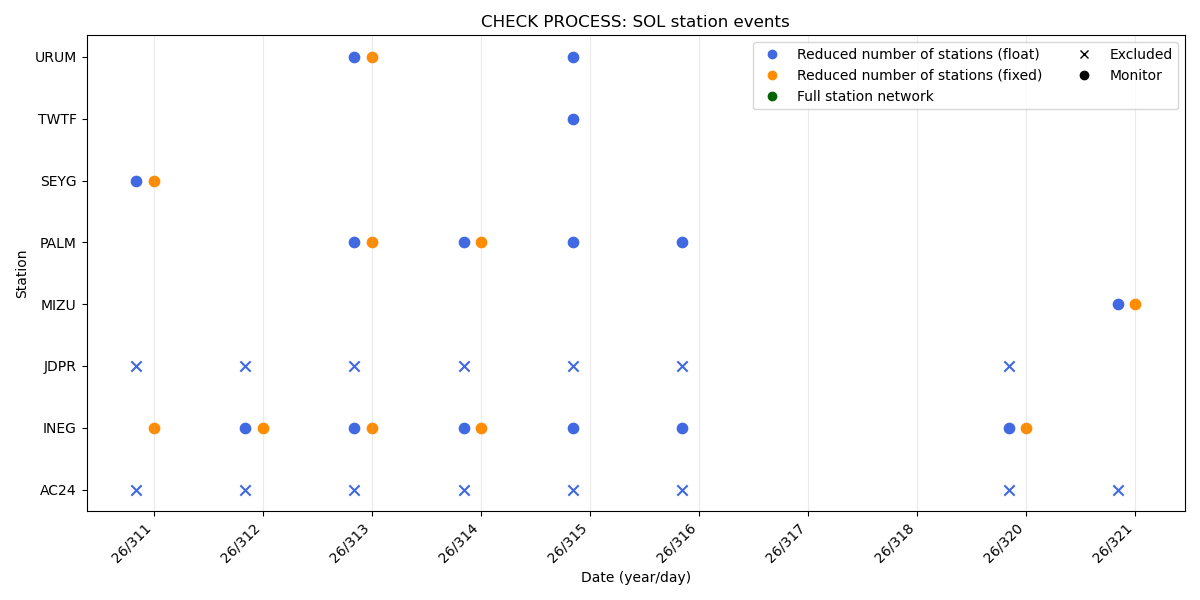 CHECK PROCESS: SOL station events
Reduced number of stations (float)
Reduced number of stations (fixed)
Full station network
Excluded
Monitor
Station
URUM
TWTF
SEYG
PALM
MIZU
JDPR
INEG
AC24
26/311
26/312
26/313
26/314
26/315
26/316
26/317
26/318
26/320
26/321
Date (year/day)